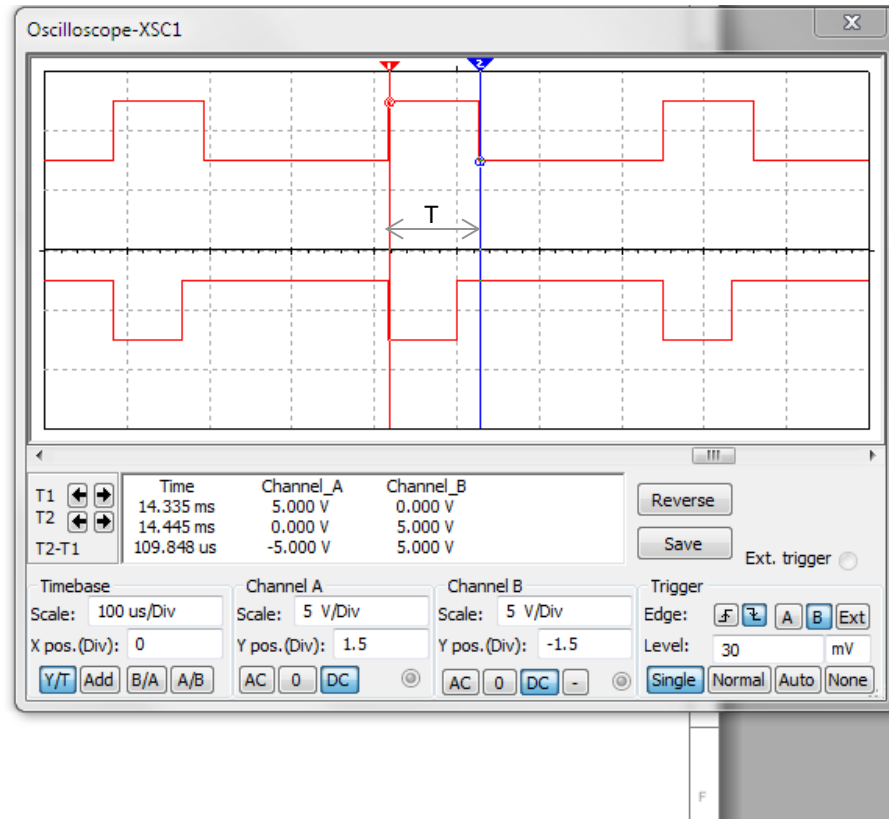 Oscilloscope-XSC1
x
1 2
T
Time Channel_A Channel_B
T1 14.335 ms 5.000 V 0.000 V
T2 14.445 ms 0.000 V 5.000 V
T2-T1 109.848 us -5.000 V 5.000 V
Reverse
Save
Ext. trigger
Timebase Channel A Channel B Trigger
Scale: 100 us/Div Scale: 5 V/Div Scale: 5 V/Div Edge: A B Ext
X pos.(Div): 0 Y pos.(Div): 1.5 Y pos.(Div): -1.5 Level: 30 mV
Y/T Add B/A A/B AC 0 DC AC 0 DC - Single Normal Auto None
F